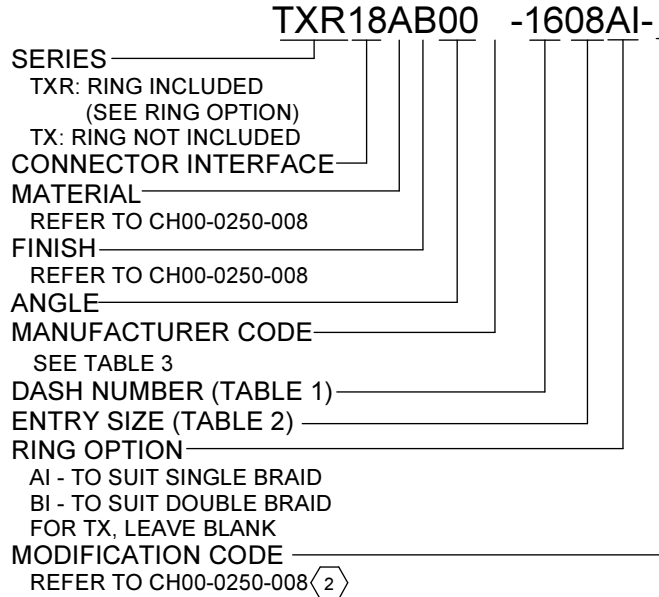 TXR18AB00 -1608AI-
SERIES
TXR: RING INCLUDED
(SEE RING OPTION)
TX: RING NOT INCLUDED
CONNECTOR INTERFACE
MATERIAL
REFER TO CH00-0250-008
FINISH
REFER TO CH00-0250-008
ANGLE
MANUFACTURER CODE
SEE TABLE 3
DASH NUMBER (TABLE 1)
ENTRY SIZE (TABLE 2)
RING OPTION
AI - TO SUIT SINGLE BRAID
BI - TO SUIT DOUBLE BRAID
FOR TX, LEAVE BLANK
MODIFICATION CODE
REFER TO CH00-0250-008 2